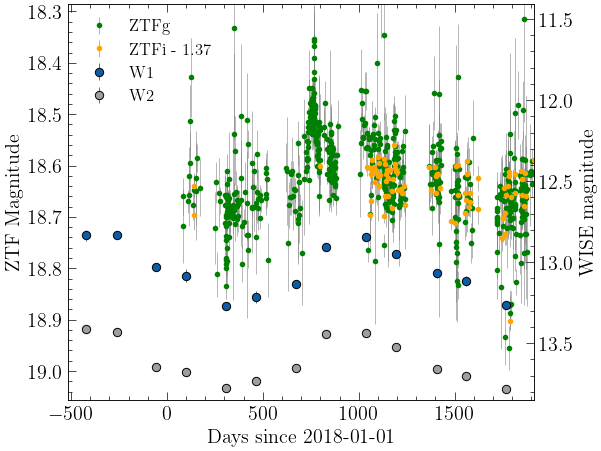 ZTFg
ZTFi - 1.37
W1
W2
18.3
18.4
18.5
18.6
18.7
18.8
18.9
19.0
ZTF Magnitude
11.5
12.0
12.5
13.0
13.5
WISE magnitude
−500 0 500 1000 1500
Days since 2018-01-01